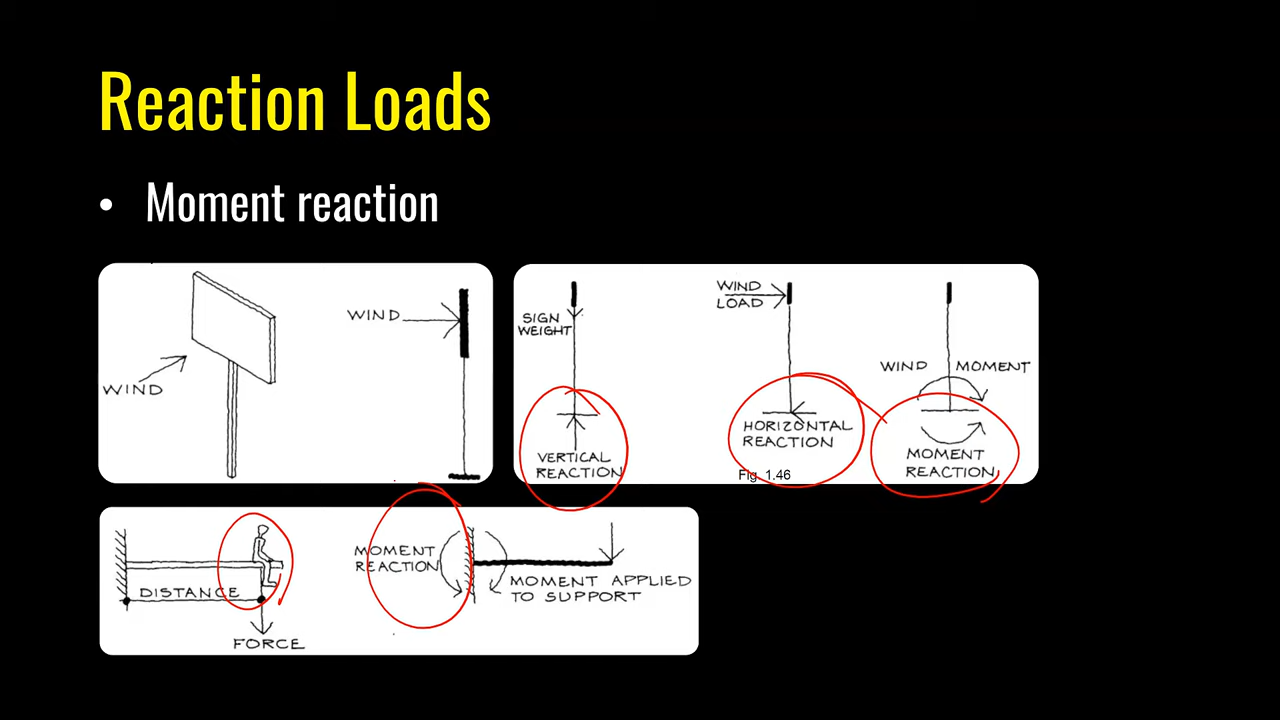 Reaction Loads
• Moment reaction
WIND
WIND
SIGN
WEIGHT
VERTICAL
REACTION
WIND
LOAD
HORIZONTAL
REACTION
Fig 1.46
WIND MOMENT
MOMENT
REACTION
DISTANCE
FORCE
MOMENT
REACTION
MOMENT APPLIED
TO SUPPORT